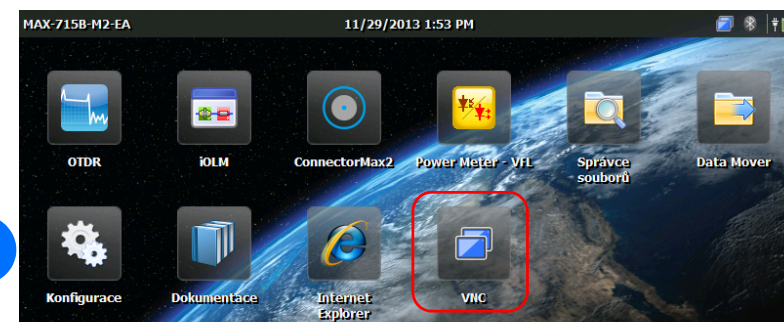 MAX-715B-M2-EA 11/29/2013 1:53 PM
OTDR iOLM ConnectorMax2 Power Meter - VFL Správce souborů Data Mover
Konfigurace Dokumentace Internet Explorer VNC